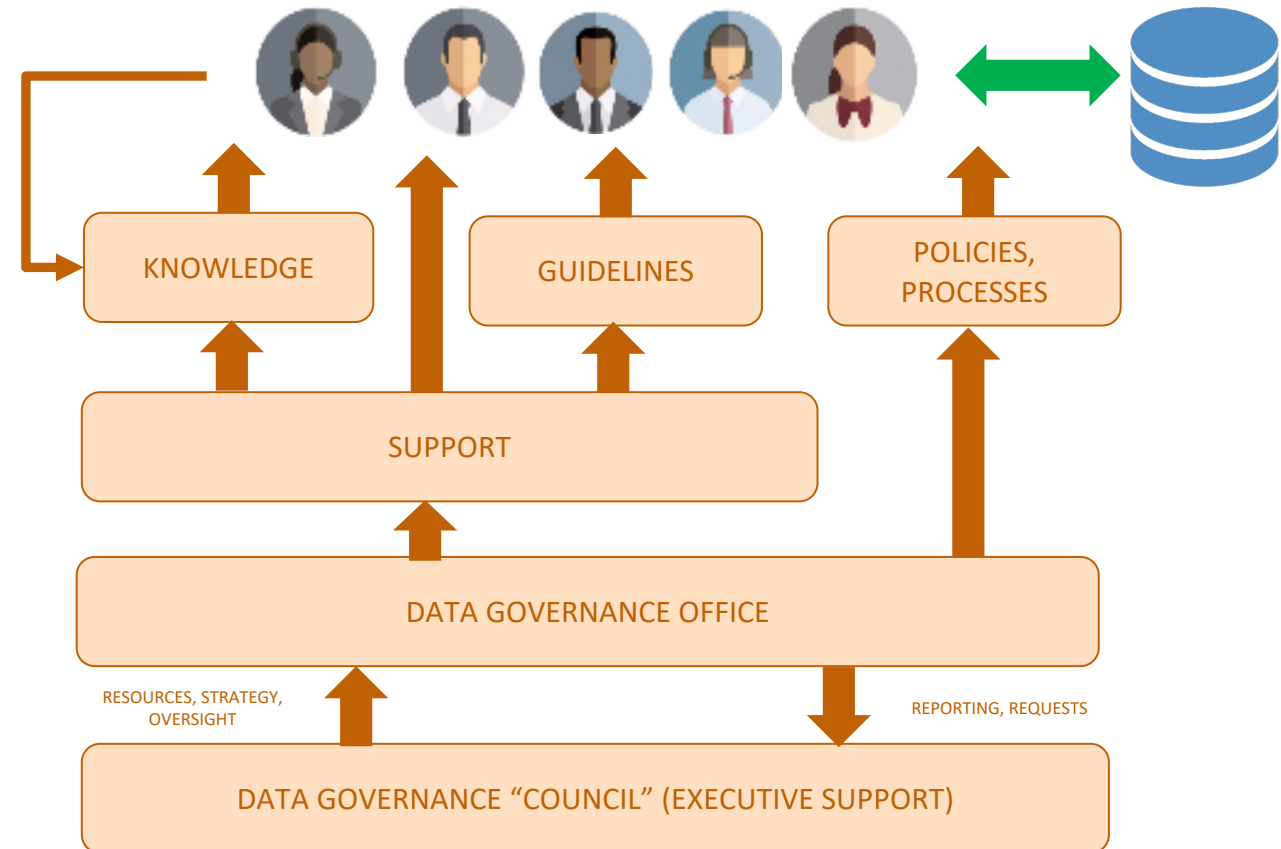 KNOWLEDGE
GUIDELINES
POLICIES,
PROCESSES
SUPPORT
DATA GOVERNANCE OFFICE
RESOURCES, STRATEGY,
OVERSIGHT
REPORTING, REQUESTS
DATA GOVERNANCE “COUNCIL” (EXECUTIVE SUPPORT)